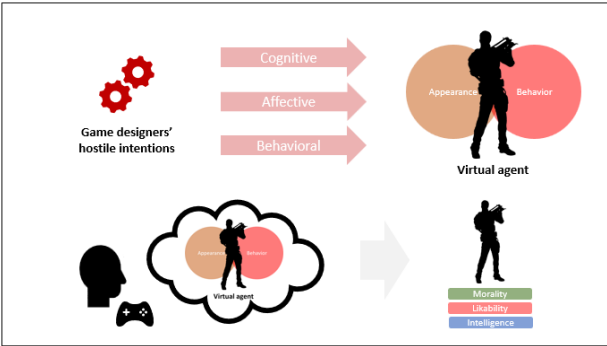 Cognitive
Affective
Behavioral
Game designers'
hostile intentions
Appearance
Behavior
Virtual agent
Appearance
Behavior
Virtual agent
Morality
Likability
Intelligence